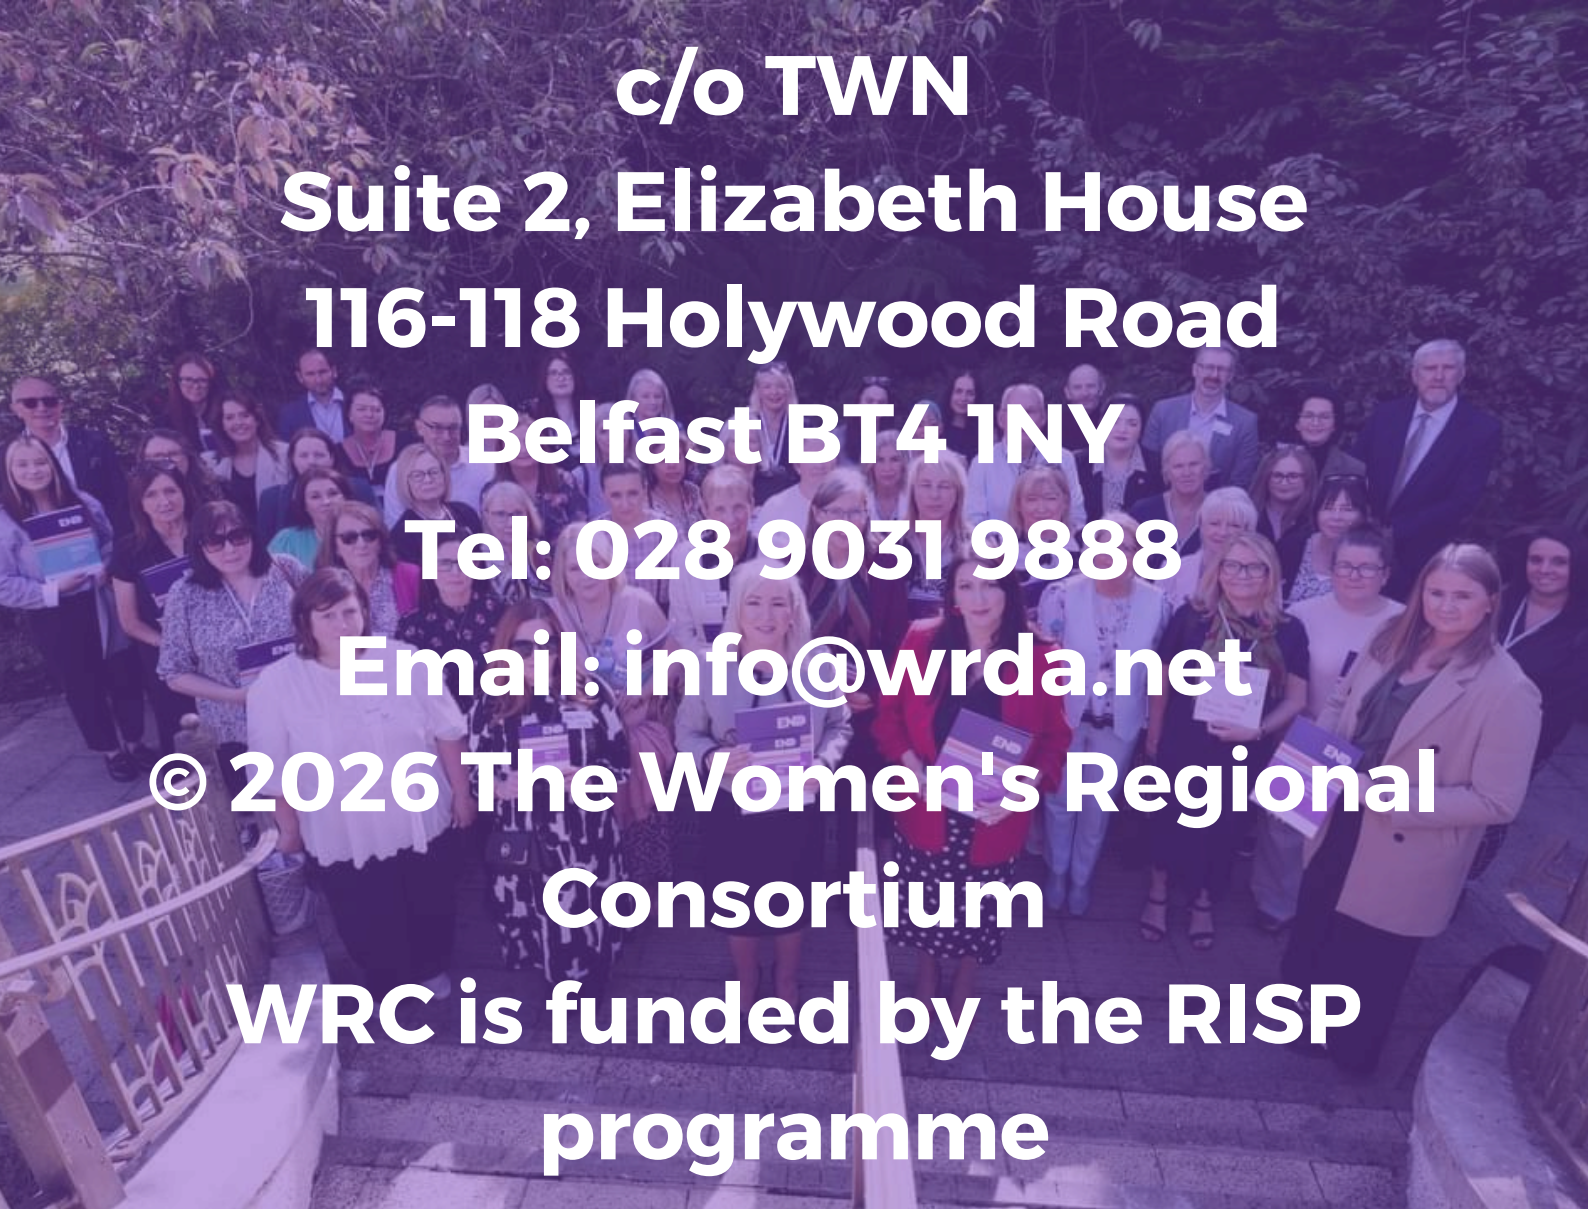 c/o TWN
Suite 2, Elizabeth House
116-118 Holywood Road
Belfast BT4 1NY
Tel: 028 9031 9888
Email: info@wrda.net
© 2026 The Women's Regional
Consortium
WRC is funded by the RISP
programme